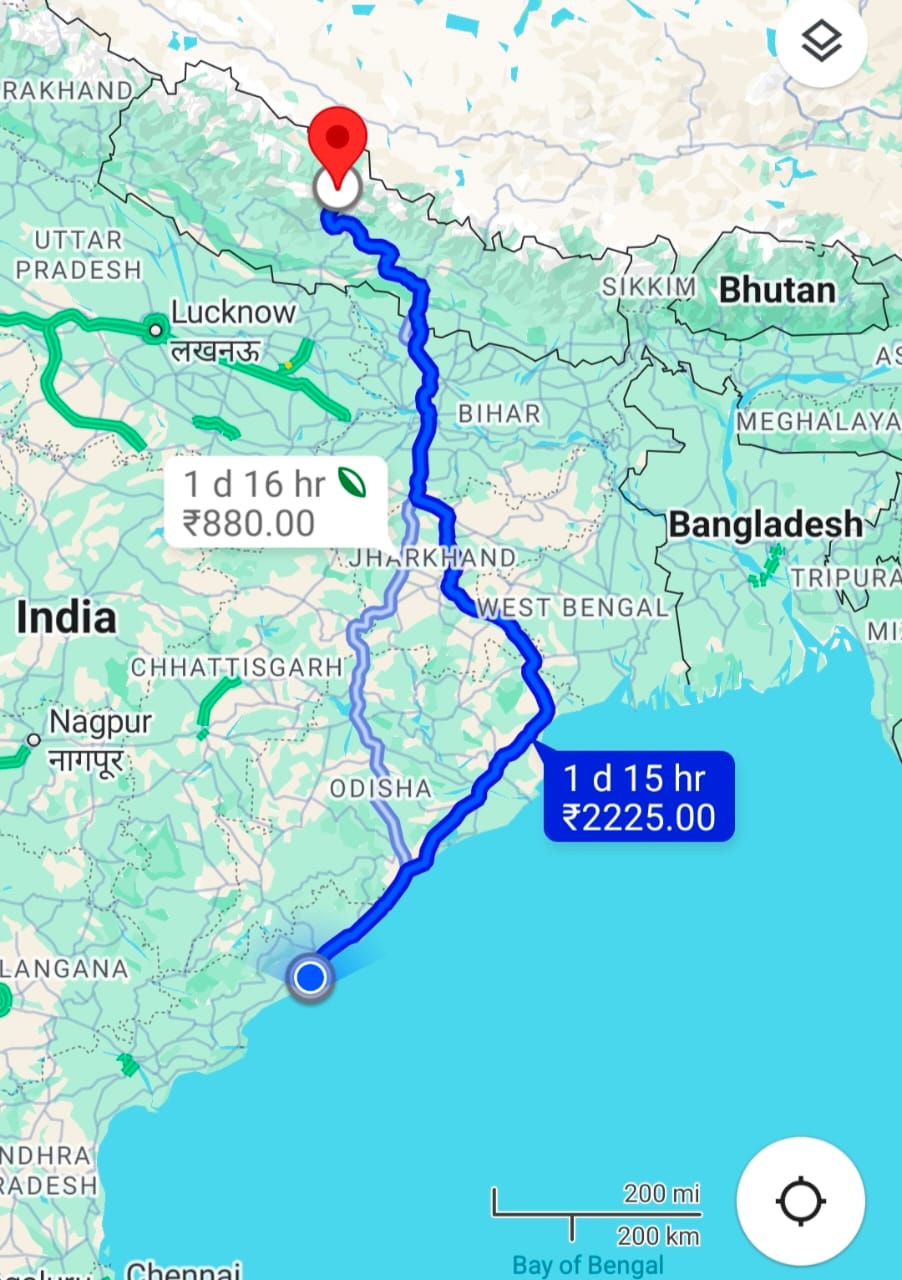 RAKHAND
UTTAR
PRADESH
SIKKIM
Bhutan
Lucknow
लखनऊ
AS
BIHAR
MEGHALAYA
1 d 16 hr
₹880.00
Bangladesh
JHARKHAND
TRIPURA
India
WEST BENGAL
MI
CHHATTISGARH
Nagpur
नागपूर
1 d 15 hr
₹2225.00
ODISHA
LANGANA
NDHRA
RADESH
200 mi
200 km
Bay of Bengal
Chennai